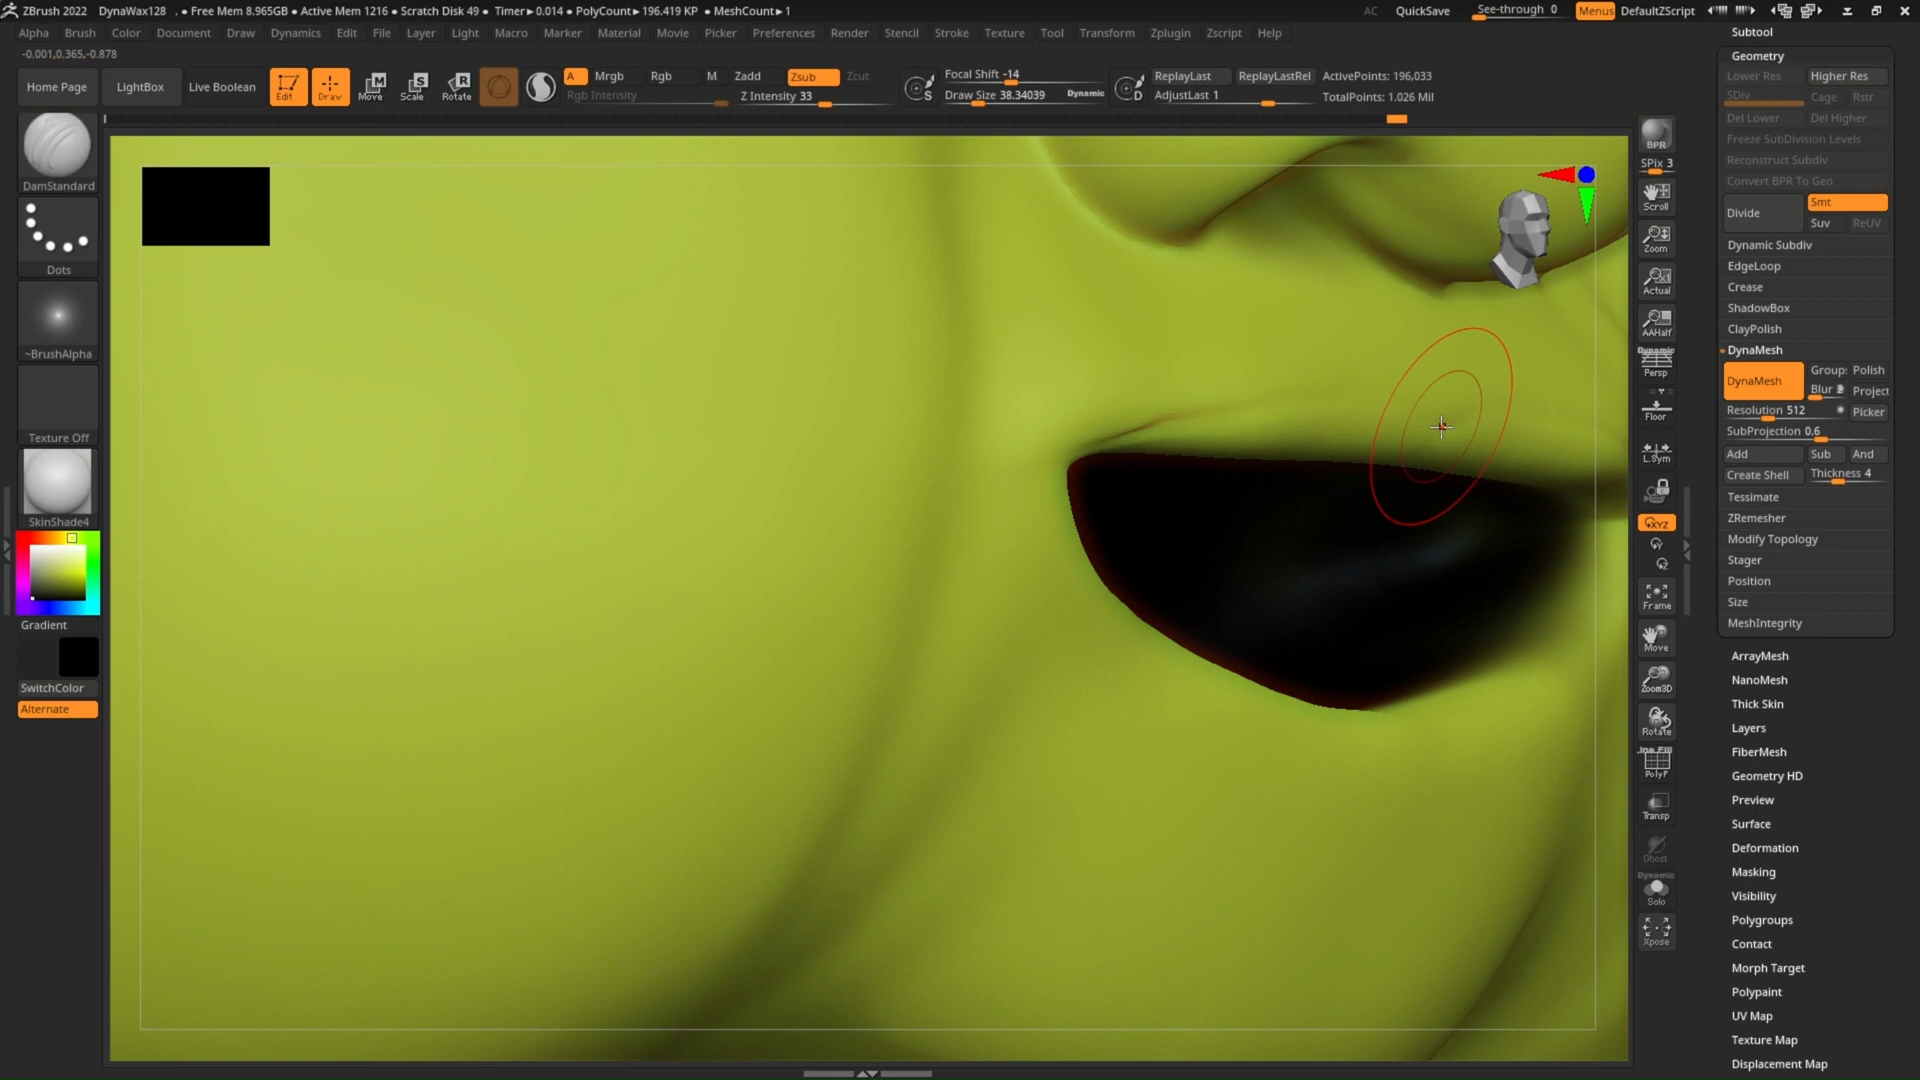 ZBrush 2022 DynaWax128 . • Free Mem 8.965GB • Active Mem 1216 • Scratch Disk 49 • Timer▸0.014 • PolyCount▸196.419 KP • MeshCount▸1 AC QuickSave See-through 0 Menus DefaultZScript
Alpha Brush Color Document Draw Dynamics Edit File Layer Light Macro Marker Material Movie Picker Preferences Render Stencil Stroke Texture Tool Transform Zplugin Zscript Help
-0.001,0.365,-0.878
Home Page LightBox Live Boolean Edit Draw Move Scale Rotate
A Mrgb Rgb M Zadd Zsub Zcut
Rgb Intensity Z Intensity 33
Focal Shift -14
Draw Size 38.34039 Dynamic
ReplayLast ReplayLastRel ActivePoints: 196,033
AdjustLast 1 TotalPoints: 1.026 Mil
DamStandard
Dots
~BrushAlpha
Texture Off
SkinShade4
Gradient
SwitchColor
Alternate
BPR
SPix 3
Scroll
Zoom
Actual
AAHalf
Dynamic
Persp
Floor
L.Sym
XYZ
Frame
Move
Zoom3D
Rotate
Line Fill
PolyF
Transp
Ghost
Dynamic
Solo
Xpose
Subtool
Geometry
Lower Res Higher Res
SDiv Cage Rstr
Del Lower Del Higher
Freeze SubDivision Levels
Reconstruct Subdiv
Convert BPR To Geo
Divide Smt
Suv ReUV
Dynamic Subdiv
EdgeLoop
Crease
ShadowBox
ClayPolish
DynaMesh
DynaMesh Group Polish
Blur 2 Project
Resolution 512 Picker
SubProjection 0.6
Add Sub And
Create Shell Thickness 4
Tessimate
ZRemesher
Modify Topology
Stager
Position
Size
MeshIntegrity
ArrayMesh
NanoMesh
Thick Skin
Layers
FiberMesh
Geometry HD
Preview
Surface
Deformation
Masking
Visibility
Polygroups
Contact
Morph Target
Polypaint
UV Map
Texture Map
Displacement Map